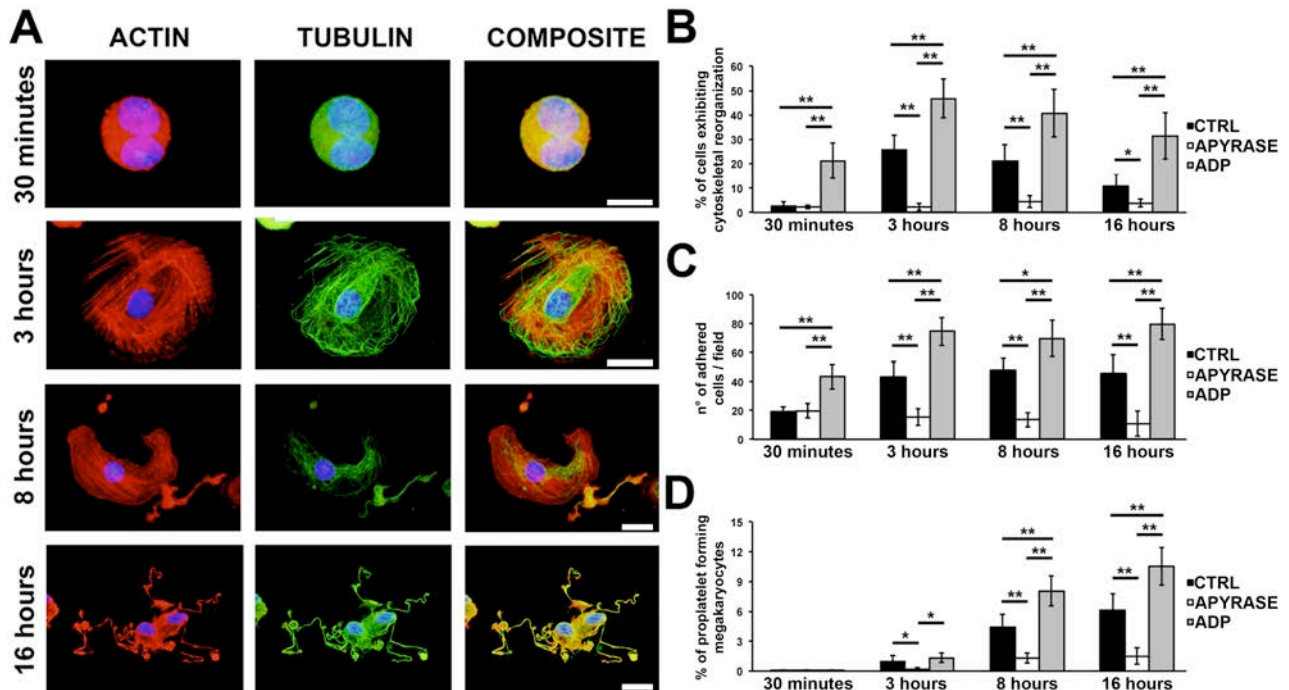 A
ACTIN TUBULIN COMPOSITE
30 minutes
3 hours
8 hours
16 hours
B
% of cells exhibiting
cytoskeletal reorganization
60
50
40
30
20
10
0
** ** ** ** ** ** ** ** ** * **
30 minutes 3 hours 8 hours 16 hours
CTRL
APYRASE
ADP
C
n° of adhered
cells / field
100
80
60
40
20
0
** ** ** ** ** * ** ** ** ** **
30 minutes 3 hours 8 hours 16 hours
CTRL
APYRASE
ADP
D
% of proplatelet forming
megakaryocytes
15
12
9
6
3
0
* * ** ** ** ** ** **
30 minutes 3 hours 8 hours 16 hours
CTRL
APYRASE
ADP